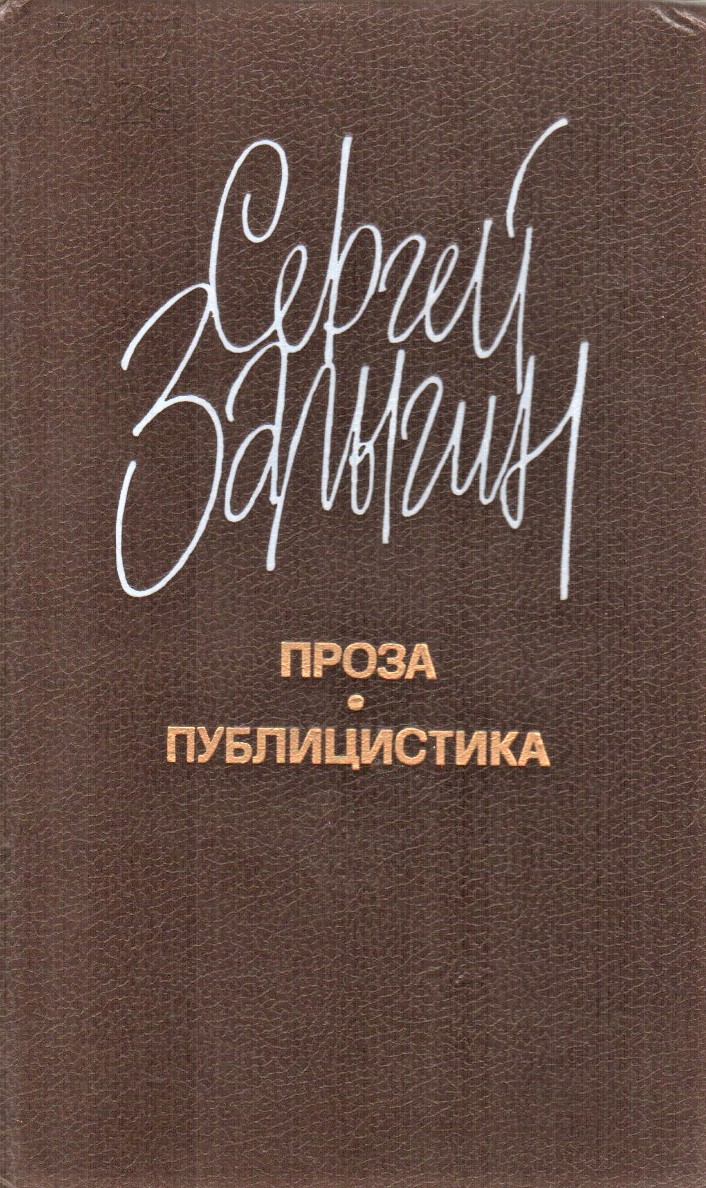 Сергей
Залыгин
ПРОЗА
•
ПУБЛИЦИСТИКА